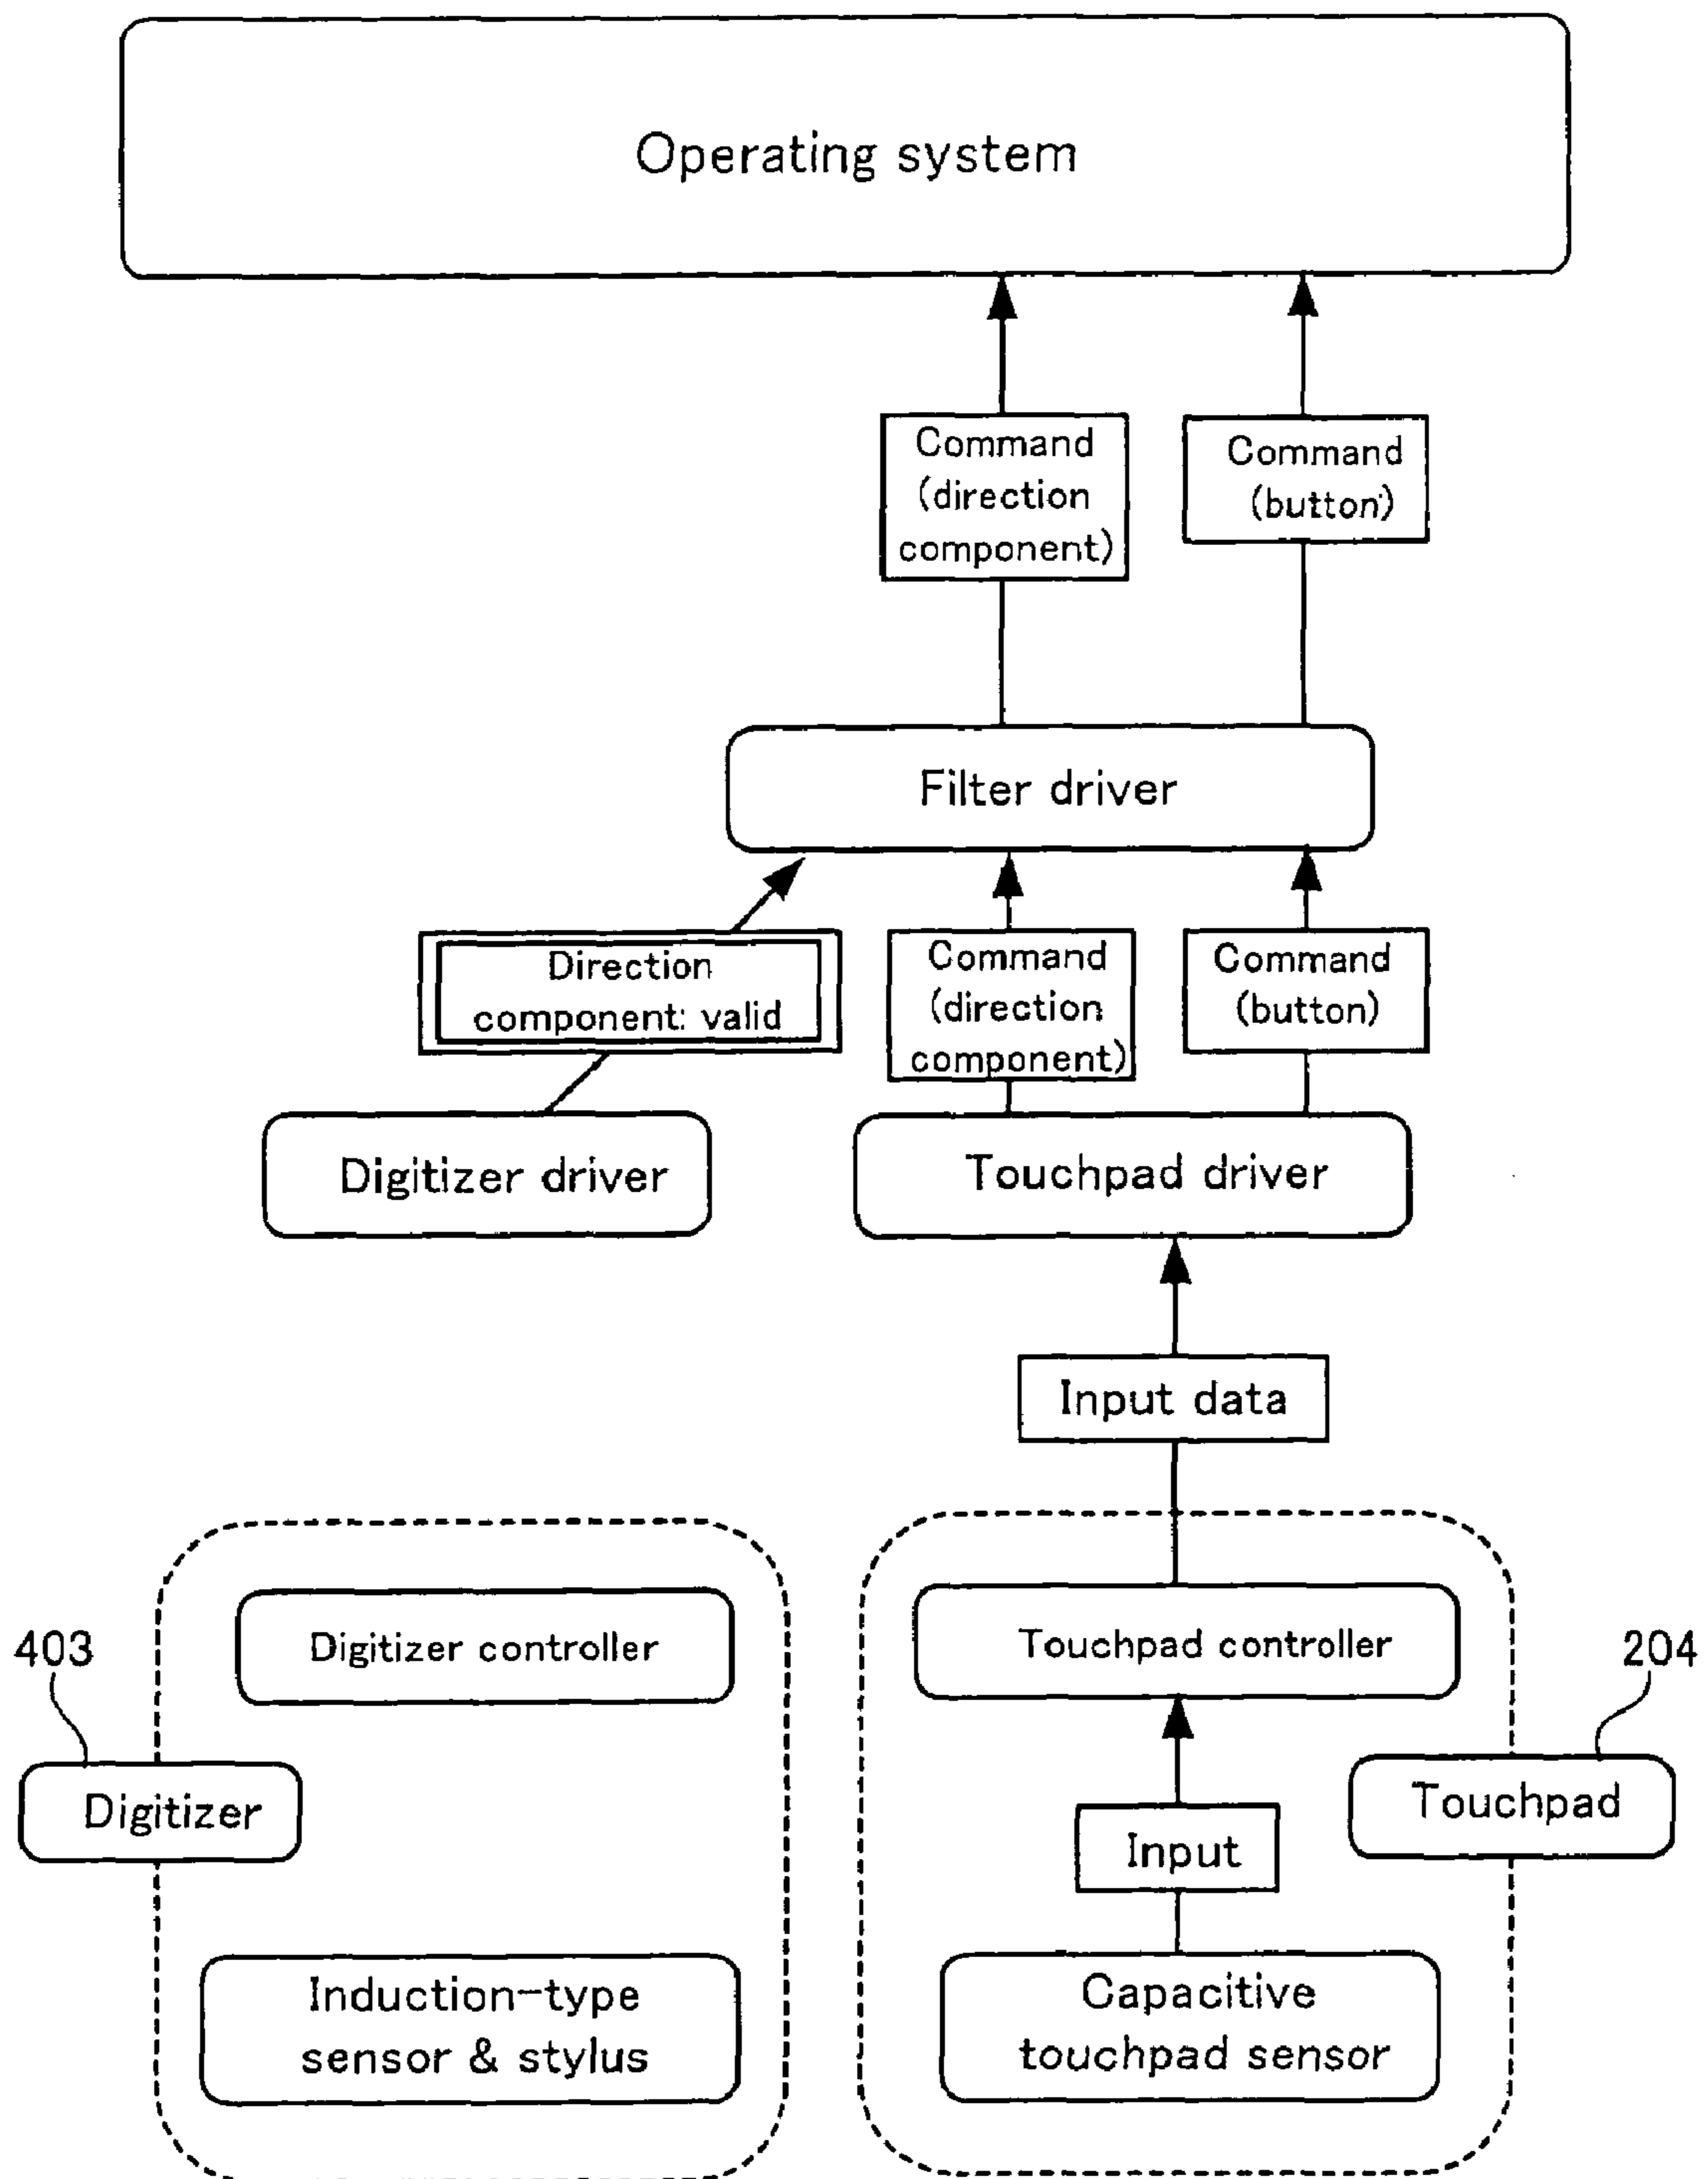 Operating system
Command
(direction
component)
Command
(button)
Filter driver
Direction
component: valid
Command
(direction
component)
Command
(button)
Digitizer driver
Touchpad driver
Input data
Digitizer controller
Touchpad controller
403
204
Digitizer
Touchpad
Input
Induction-type
sensor & stylus
Capacitive
touchpad sensor